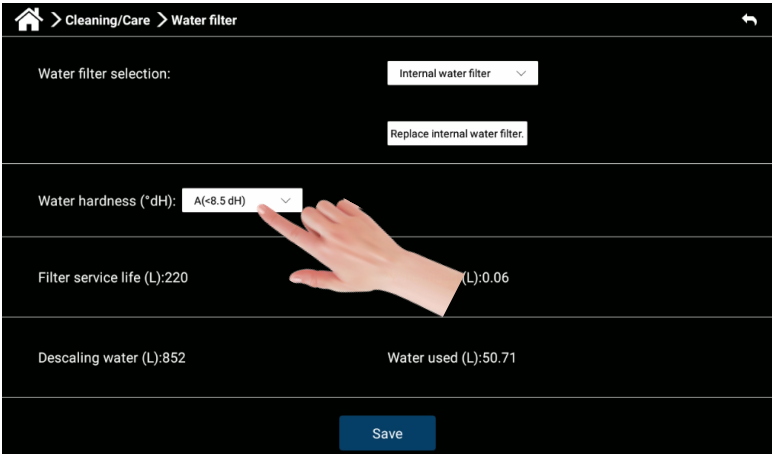 Cleaning/Care Water filter
Water filter selection: Internal water filter
Replace internal water filter.
Water hardness (°dH): A(<8.5 dH)
Filter service life (L):220 (L):0.06
Descaling water (L):852 Water used (L):50.71
Save